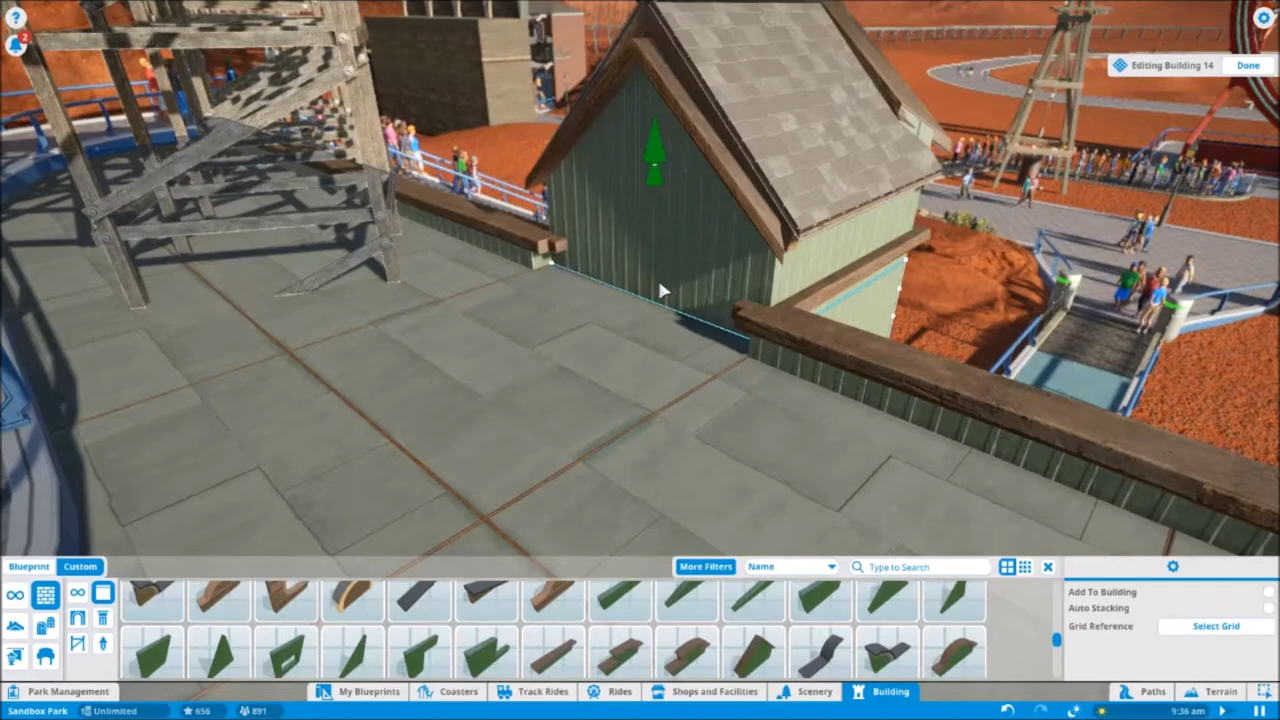 ?
2
Editing Building 14 Done
Blueprint Custom More Filters Name Type to Search
Add To Building
Auto Stacking
Grid Reference Select Grid
Park Management My Blueprints Coasters Track Rides Rides Shops and Facilities Scenery Building Paths Terrain
Sandbox Park Unlimited 656 891 9:36 am